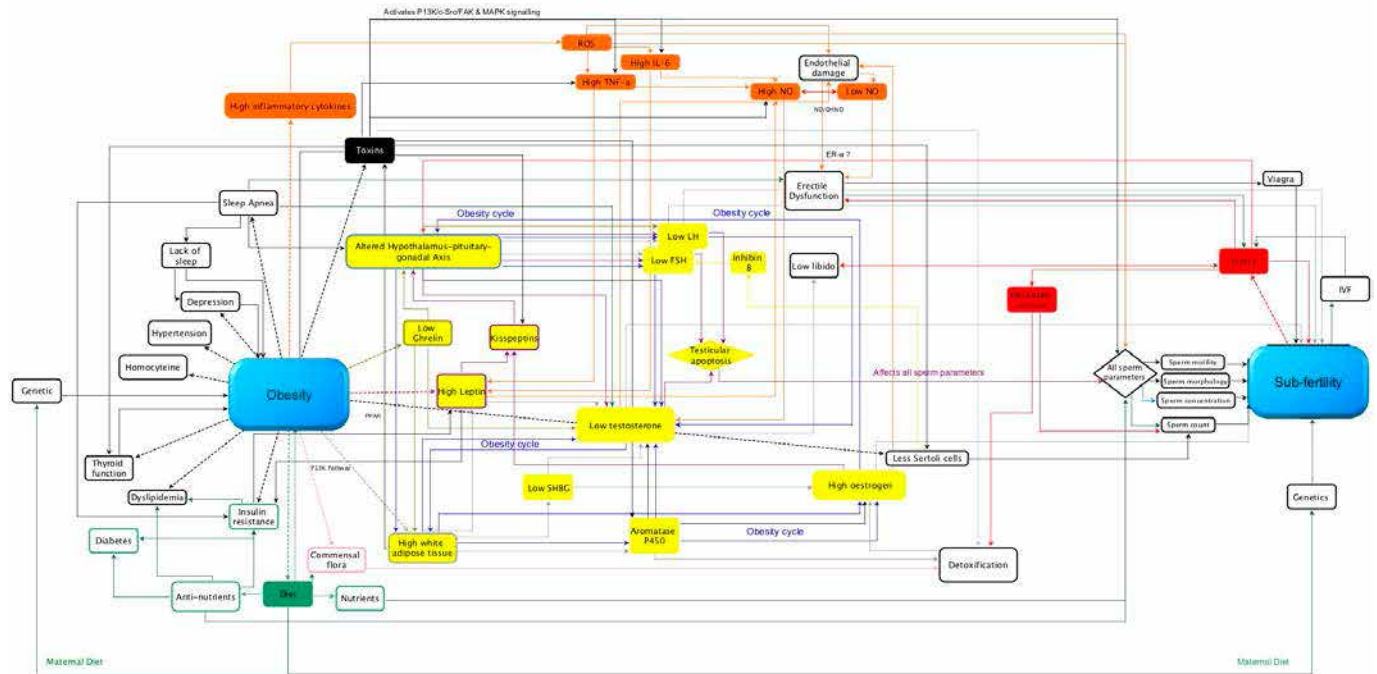 Activates P13K/c-Src/FAK & MAPK signalling
ROS
High IL-6
Endothelial
damage
High TNF-a
High NO
Low NO
High inflammatory cytokines
Toxins
ER-α ?
Erectile
Dysfunction
Viagra
Sleep Apnea
Obesity cycle
Obesity cycle
Altered Hypothalamus-pituitary-
gonadal Axis
Low LH
Low FSH
Inhibin
B
Low libido
Lack of
sleep
IVF
Depression
Hypertension
Low
Ghrelin
Kisspeptins
Testicular
apoptosis
All sperm
parameters
Sperm motility
Sperm morphology
Sperm concentration
Sperm count
Homocyteine
Affects all sperm parameters
Sub-fertility
Genetic
Obesity
High Leptin
Low testosterone
Obesity cycle
Less Sertoli cells
Thyroid
function
Dyslipidemia
Insulin
resistance
Low SHBG
High oestrogen
Genetics
Diabetes
High white
adipose tissue
Aromatase
P450
Obesity cycle
Commensal
flora
Detoxification
Anti-nutrients
Diet
Nutrients
Maternal Diet
Maternal Diet